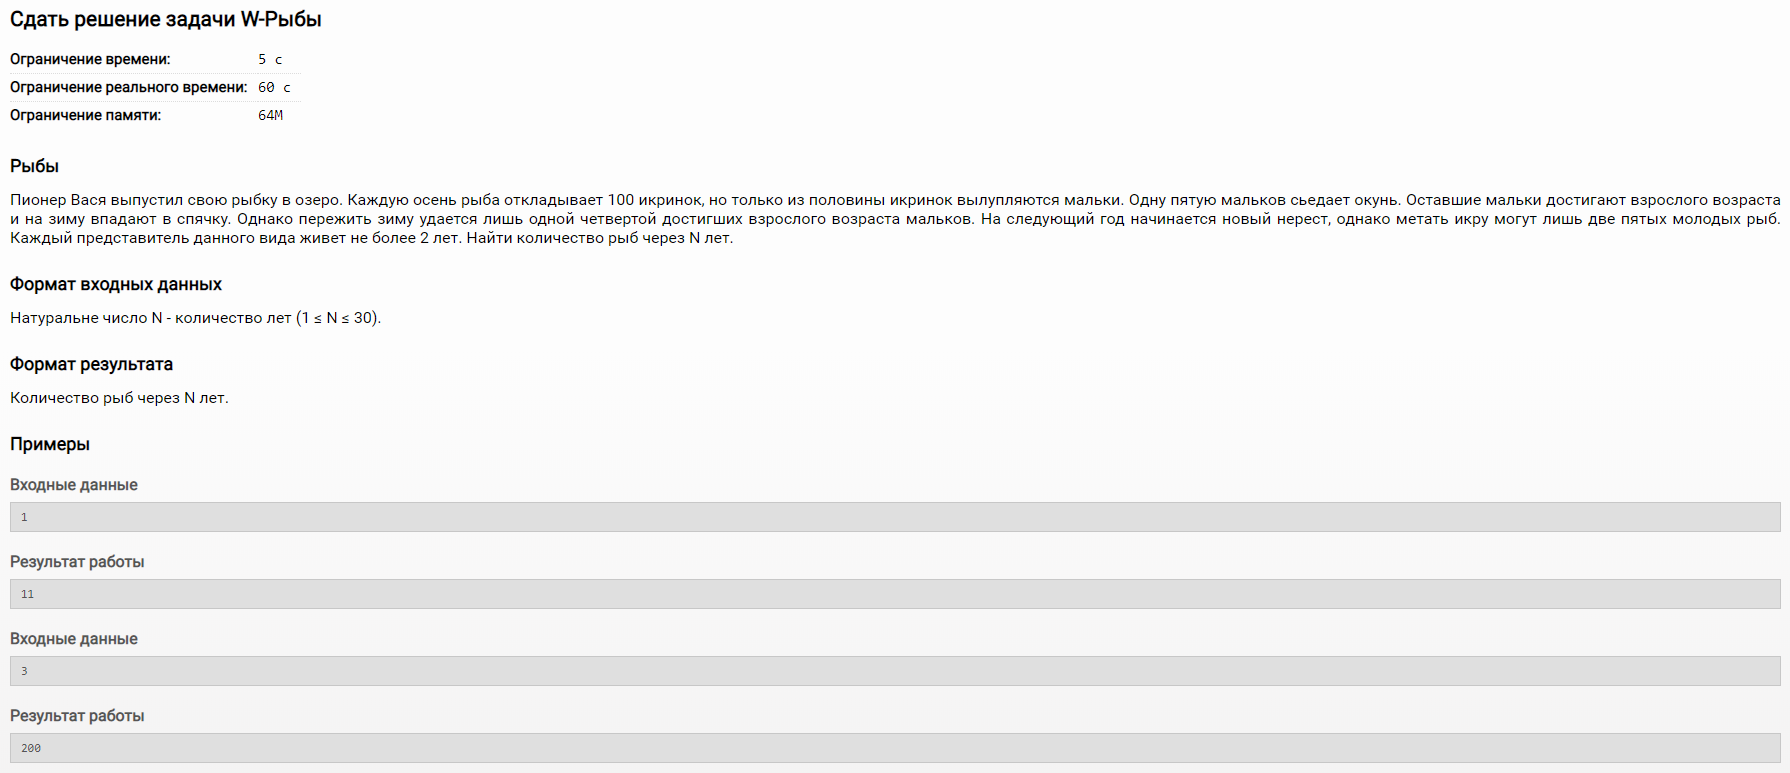 Сдать решение задачи W-Рыбы
Ограничение времени: 5 с
Ограничение реального времени: 60 с
Ограничение памяти: 64M
Рыбы
Пионер Вася выпустил свою рыбку в озеро. Каждую осень рыба откладывает 100 икринок, но только из половины икринок вылупляются мальки. Одну пятую мальков сьедает окунь. Оставшие мальки достигают взрослого возраста
и на зиму впадают в спячку. Однако пережить зиму удается лишь одной четвертой достигших взрослого возраста мальков. На следующий год начинается новый нерест, однако метать икру могут лишь две пятых молодых рыб.
Каждый представитель данного вида живет не более 2 лет. Найти количество рыб через N лет.
Формат входных данных
Натуральне число N - количество лет (1 ≤ N ≤ 30).
Формат результата
Количество рыб через N лет.
Примеры
Входные данные
1
Результат работы
11
Входные данные
3
Результат работы
200